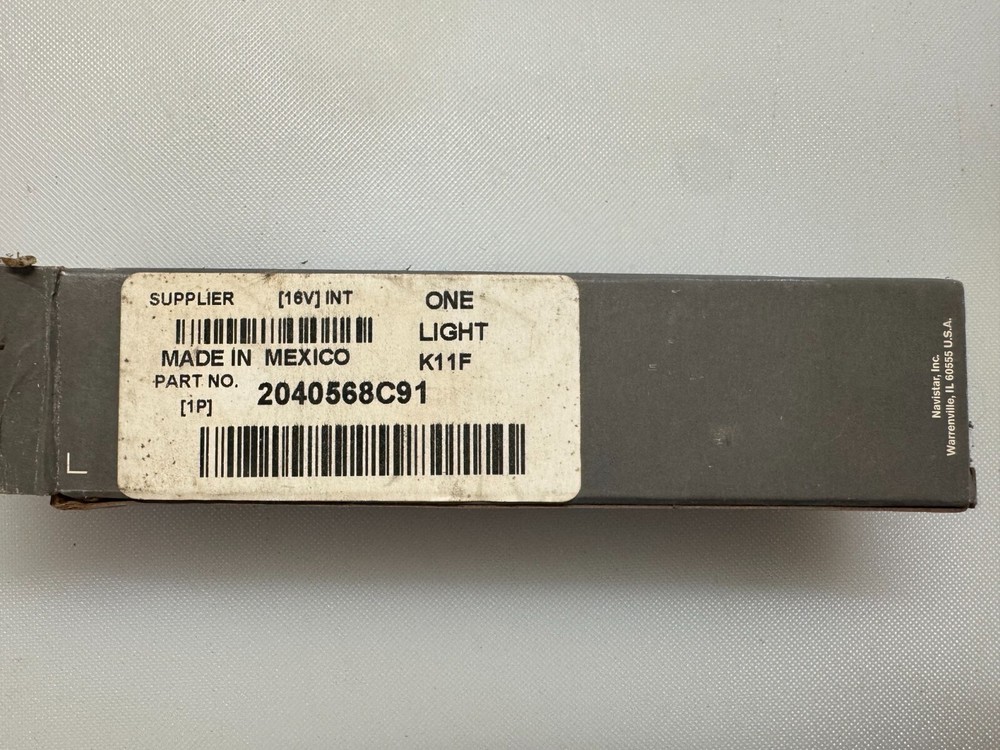 SUPPLIER [16V] INT
MADE IN MEXICO
PART NO. 2040568C91
[1P]
ONE
LIGHT
K11F
Navistar, Inc.
Warrenville, IL 60555 U.S.A.